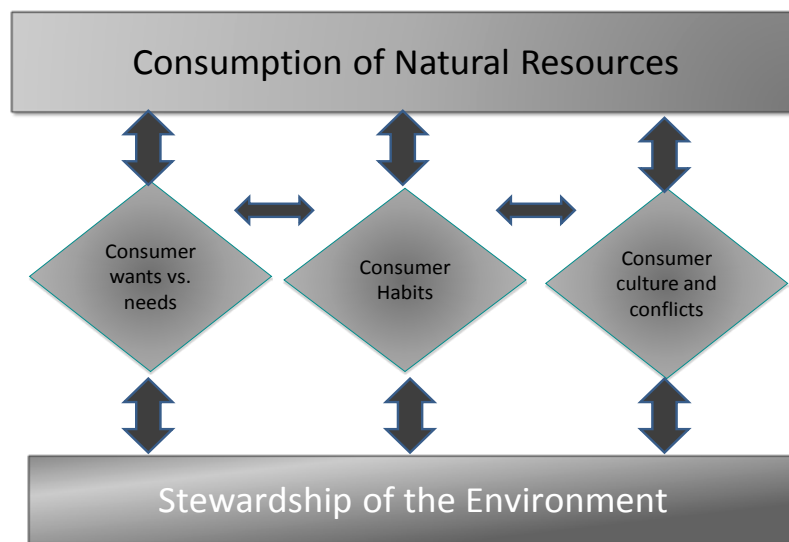 Consumption of Natural Resources
Consumer
wants vs.
needs
Consumer
Habits
Consumer
culture and
conflicts
Stewardship of the Environment